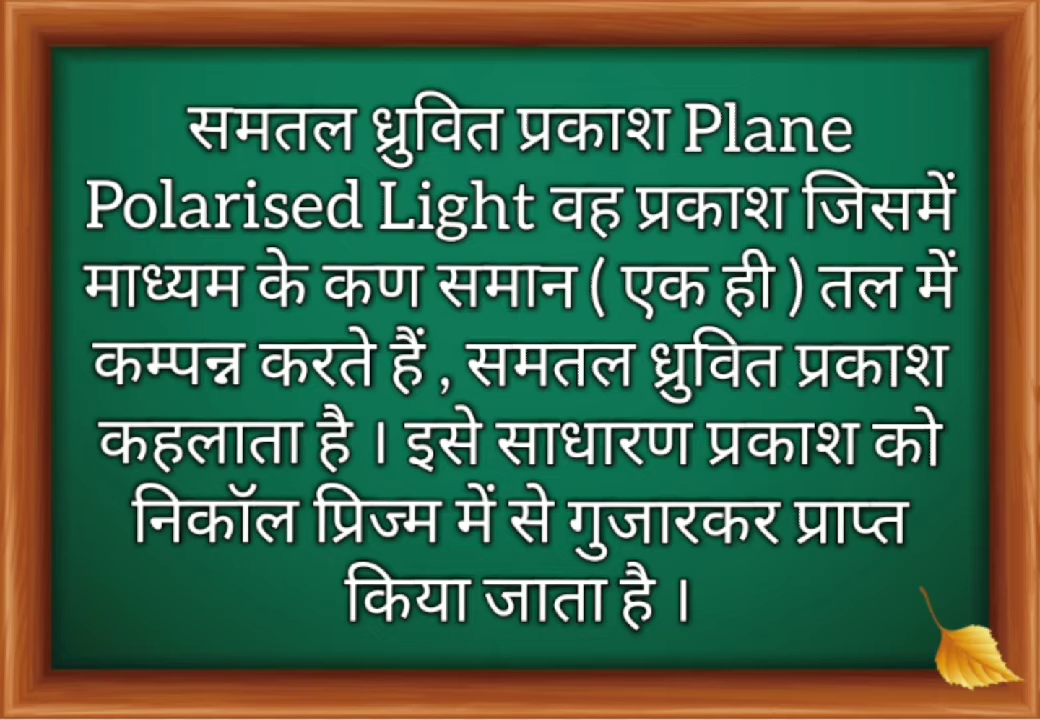 समतल ध्रुवित प्रकाश Plane
Polarised Light वह प्रकाश जिसमें
माध्यम के कण समान ( एक ही ) तल में
कम्पन्न करते हैं , समतल ध्रुवित प्रकाश
कहलाता है । इसे साधारण प्रकाश को
निकॉल प्रिज्म में से गुजारकर प्राप्त
किया जाता है ।